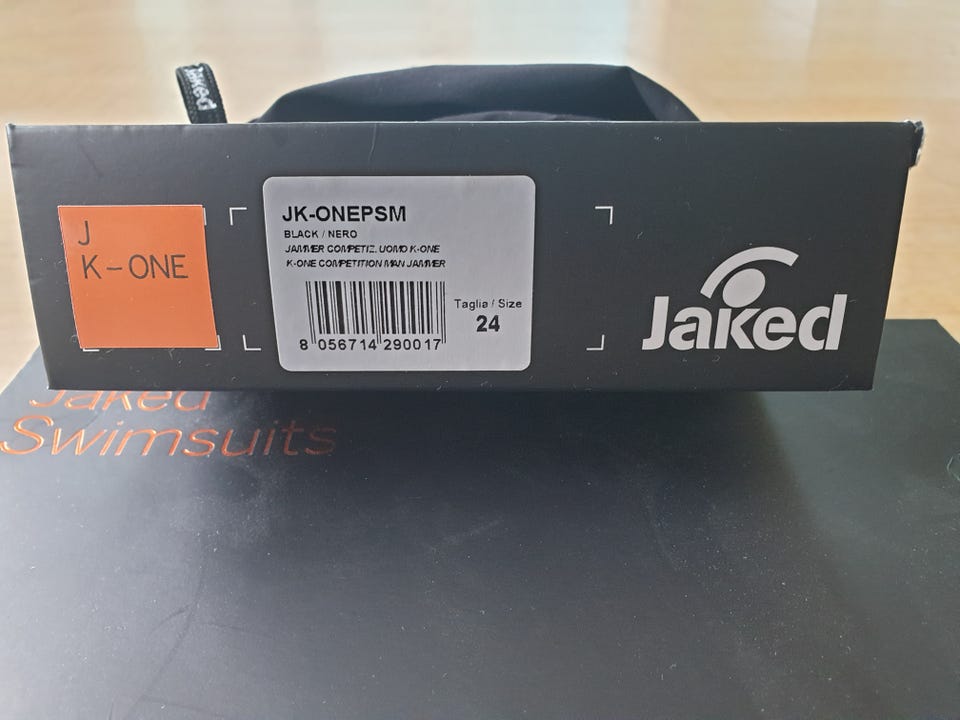 Jaked
J
K-ONE
JK-ONEPSM
BLACK / NERO
JAMMER COMPETIZ. UOMO K-ONE
K-ONE COMPETITION MAN JAMMER
8 056714 290017
Taglia / Size
24
Jaked
Jaked
Swimsuits